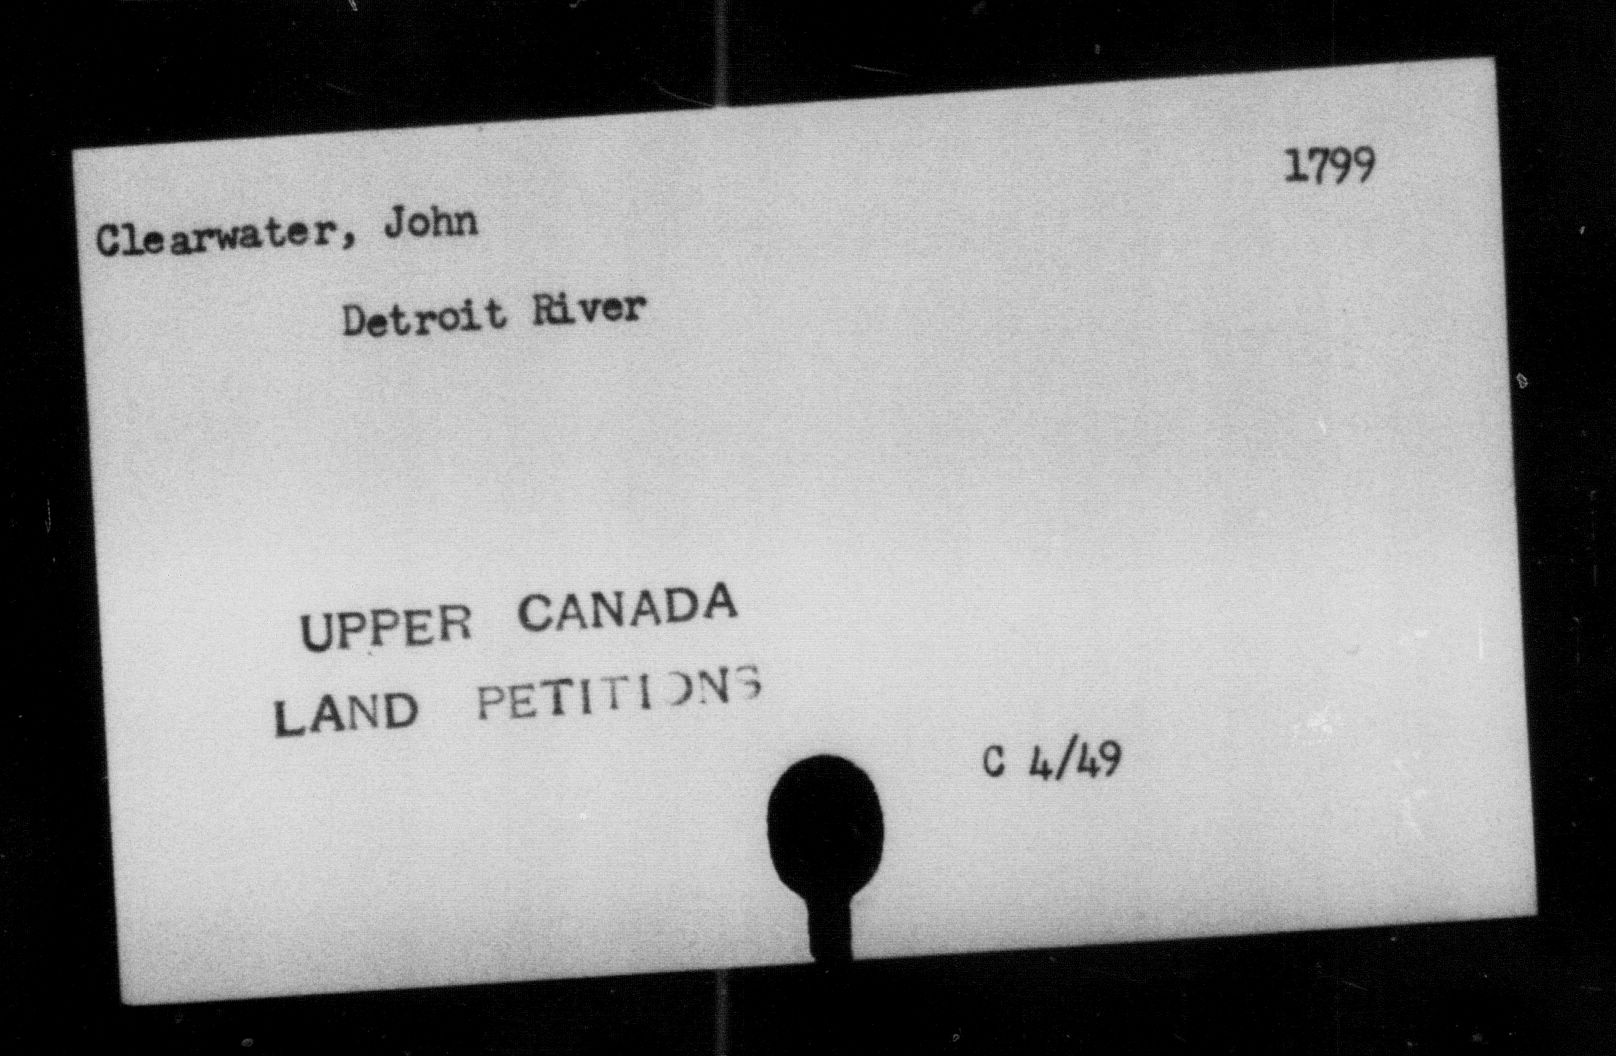 1799
Clearwater, John
Detroit River
UPPER CANADA
LAND PETITIONS
C 4/49